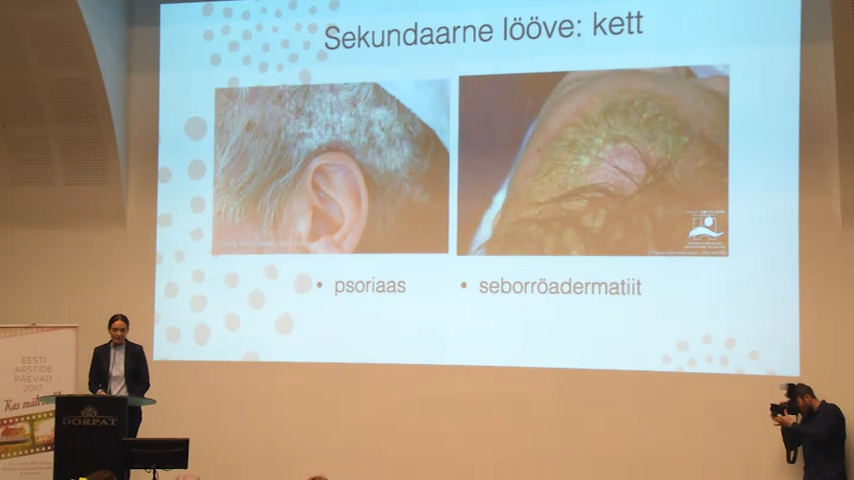 Sekundaarne lööve: kett
• psoriaas
• seborröadermatiit
EESTI
ARSTIDE
PÄEVAD
2017
DORPAT